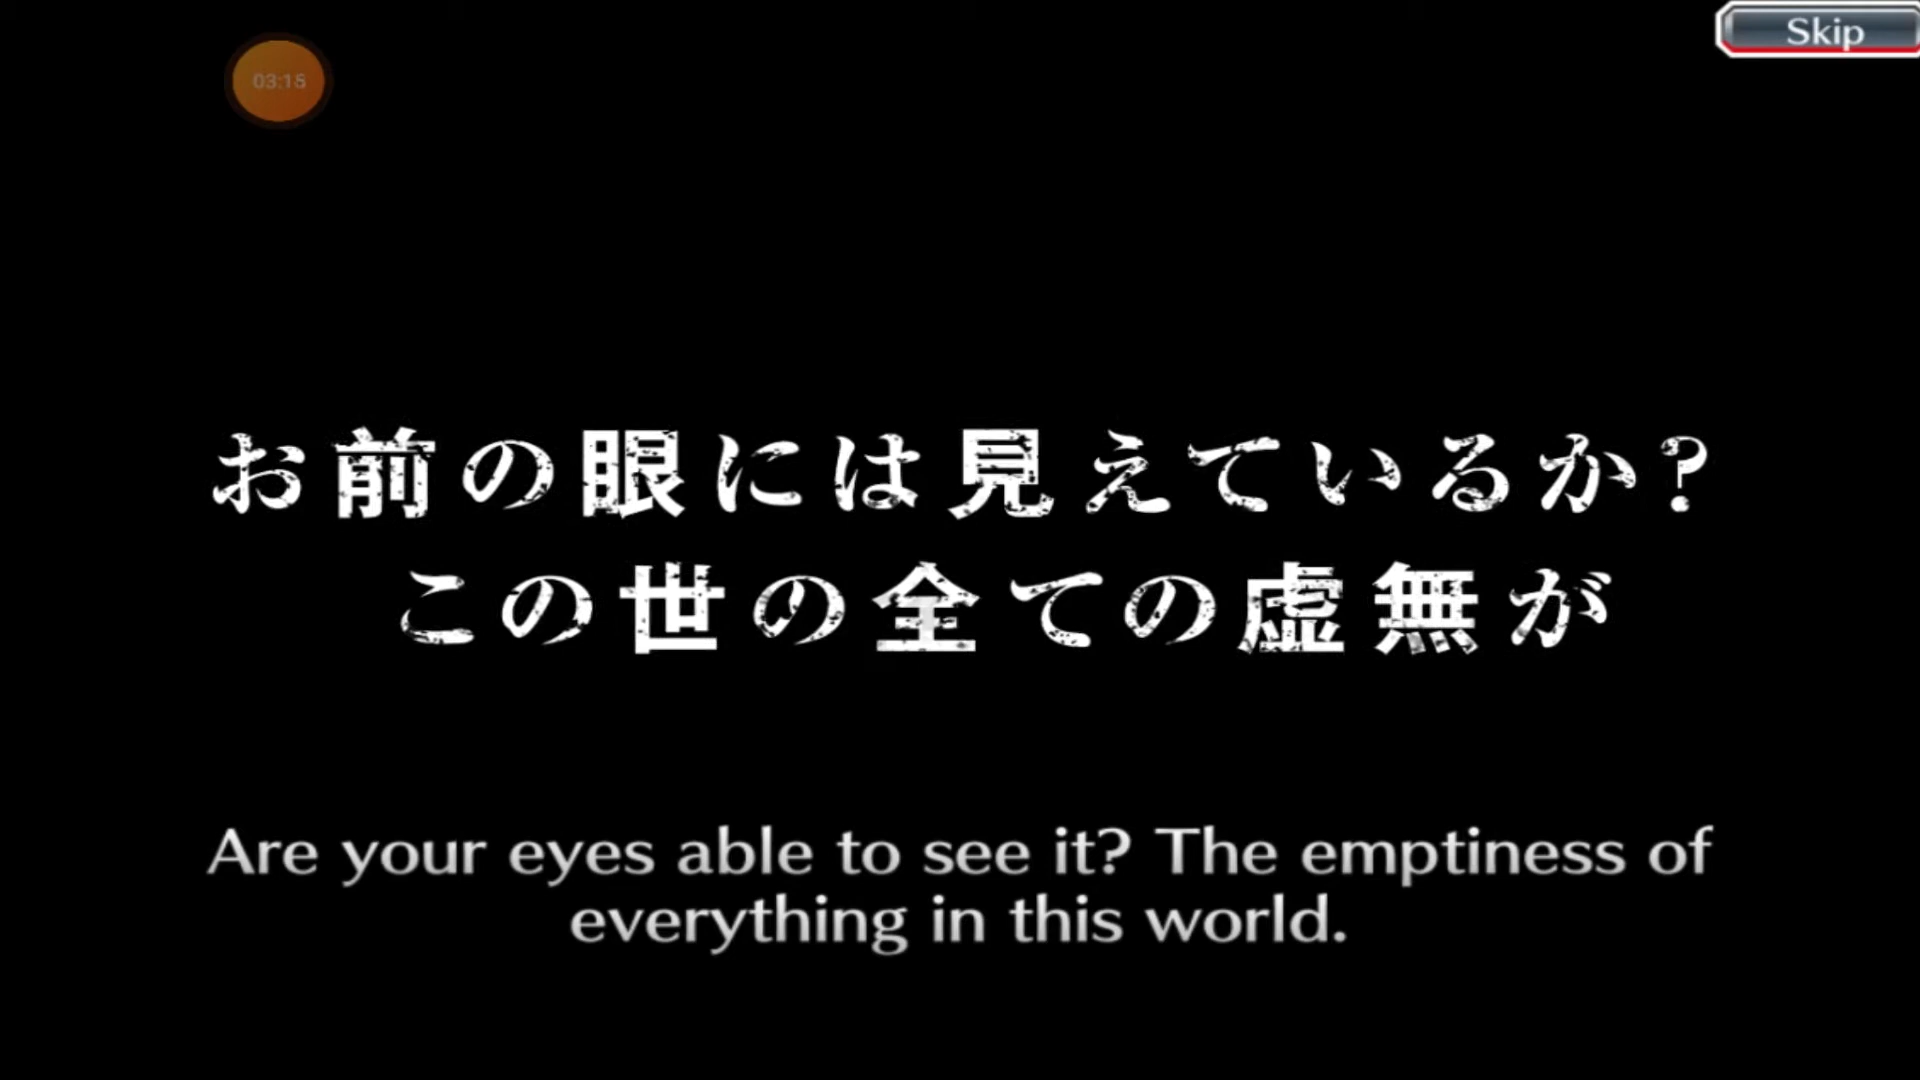 Skip
03:15
お前の眼には見えているか?
この世の全ての虚無が
Are your eyes able to see it? The emptiness of
everything in this world.